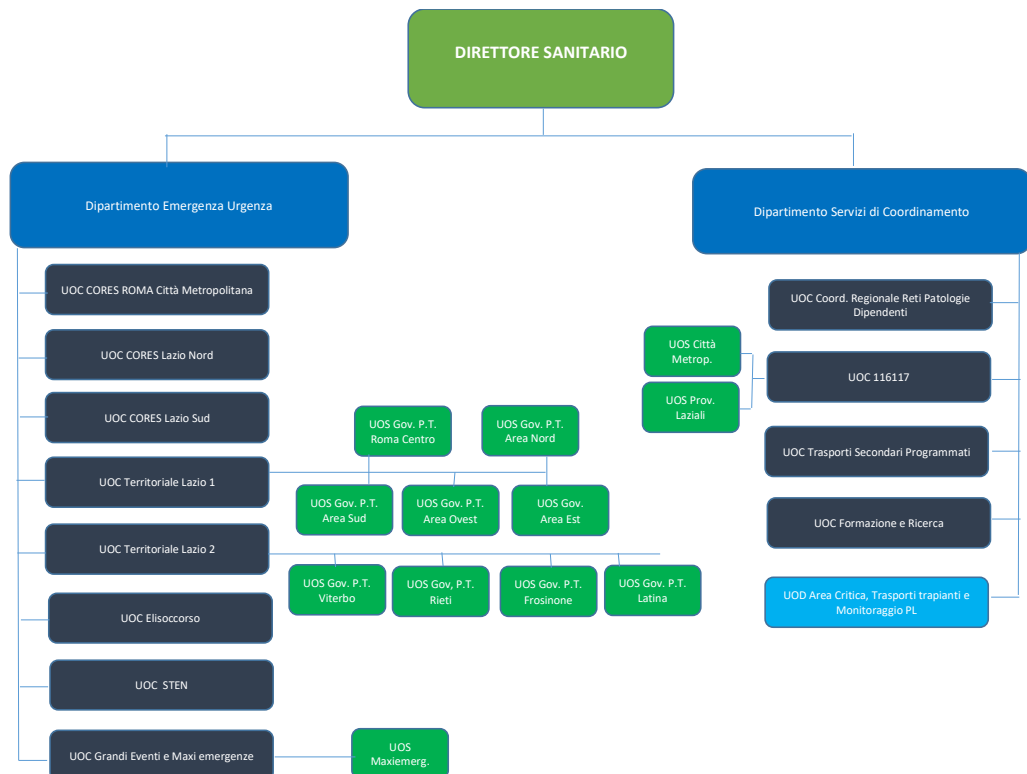 DIRETTORE SANITARIO
Dipartimento Emergenza Urgenza
Dipartimento Servizi di Coordinamento
UOC CORES ROMA Città Metropolitana
UOC CORES Lazio Nord
UOC CORES Lazio Sud
UOC Territoriale Lazio 1
UOS Gov. P.T.
Roma Centro
UOS Gov. P.T.
Area Nord
UOS Gov. P.T.
Area Sud
UOS Gov. P.T.
Area Ovest
UOS Gov.
Area Est
UOC Territoriale Lazio 2
UOS Gov. P.T.
Viterbo
UOS Gov, P.T.
Rieti
UOS Gov. P.T.
Frosinone
UOS Gov. P.T.
Latina
UOC Elisoccorso
UOC STEN
UOC Grandi Eventi e Maxi emergenze
UOS
Maxiemerg.
UOC Coord. Regionale Reti Patologie
Dipendenti
UOC 116117
UOS Città
Metrop.
UOS Prov.
Laziali
UOC Trasporti Secondari Programmati
UOC Formazione e Ricerca
UOD Area Critica, Trasporti trapianti e
Monitoraggio PL